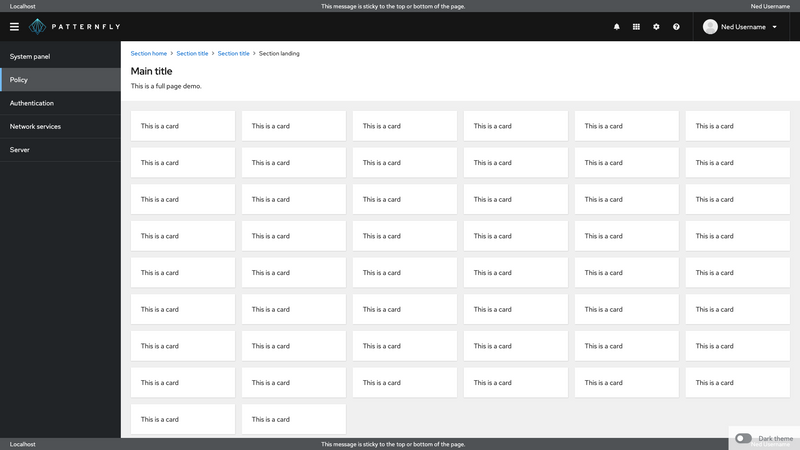 Localhost This message is sticky to the top or bottom of the page. Ned Username
PATTERNFLY Ned Username
System panel
Policy
Authentication
Network services
Server
Section home Section title Section title Section landing
Main title
This is a full page demo.
This is a card This is a card This is a card This is a card This is a card This is a card
This is a card This is a card This is a card This is a card This is a card This is a card
This is a card This is a card This is a card This is a card This is a card This is a card
This is a card This is a card This is a card This is a card This is a card This is a card
This is a card This is a card This is a card This is a card This is a card This is a card
This is a card This is a card This is a card This is a card This is a card This is a card
This is a card This is a card This is a card This is a card This is a card This is a card
This is a card This is a card This is a card This is a card This is a card This is a card
This is a card This is a card
Dark theme
Localhost This message is sticky to the top or bottom of the page. Ned Username